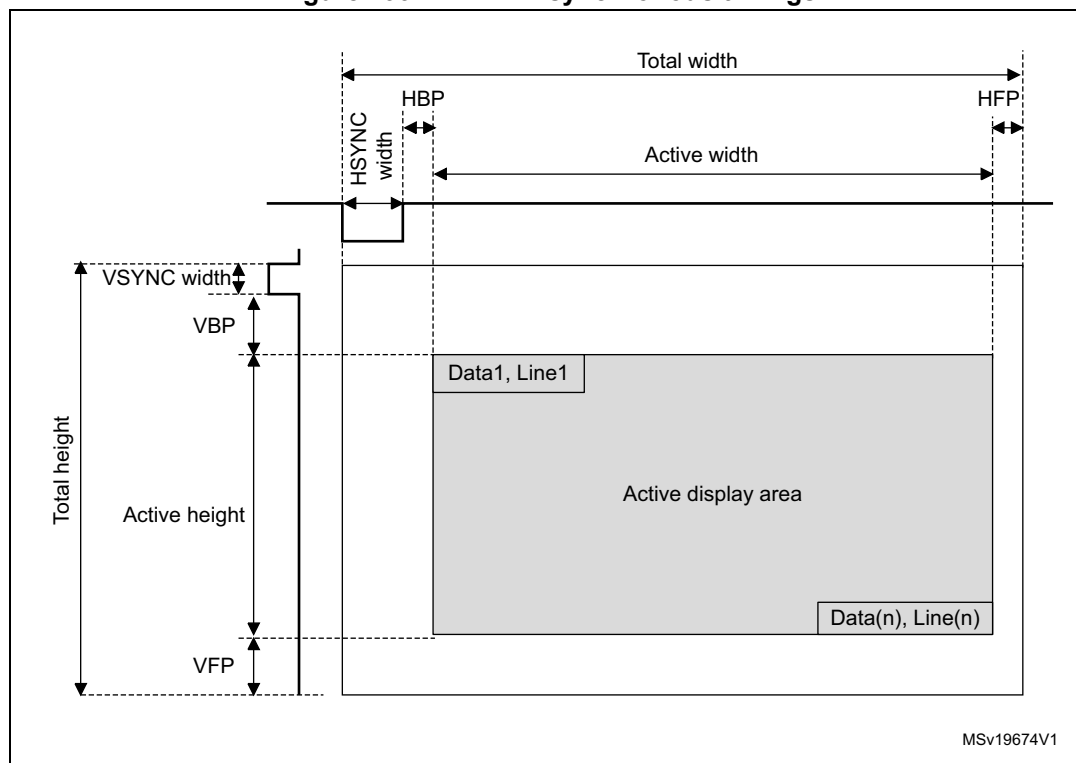 Total width
HBP
HFP
HSYNC
width
Active width
VSYNC width
VBP
Data1, Line1
Total height
Active display area
Active height
Data(n), Line(n)
VFP
MSv19674V1